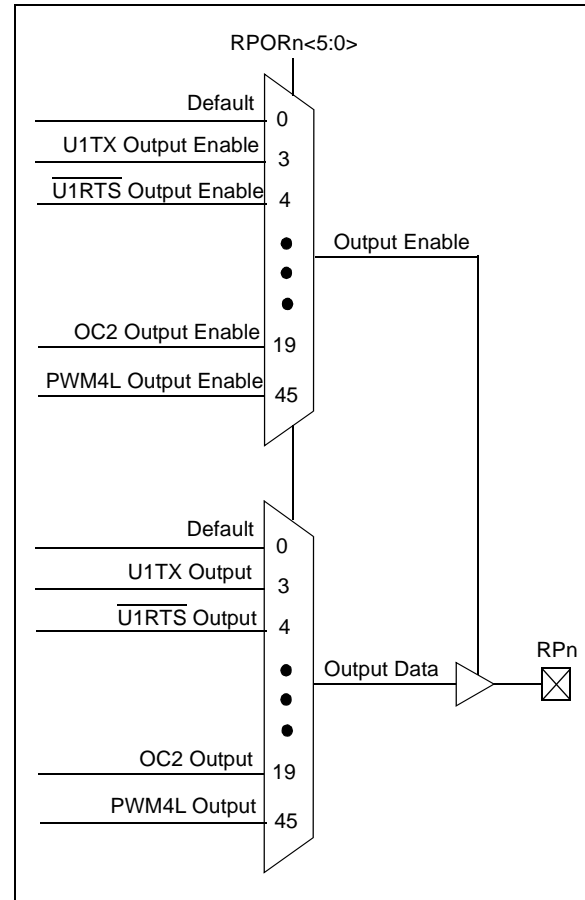 RPORn<5:0>
Default
0
U1TX Output Enable
3
U1RTS Output Enable
4
Output Enable
OC2 Output Enable
19
PWM4L Output Enable
45
Default
0
U1TX Output
3
U1RTS Output
4
RPn
Output Data
OC2 Output
19
PWM4L Output
45